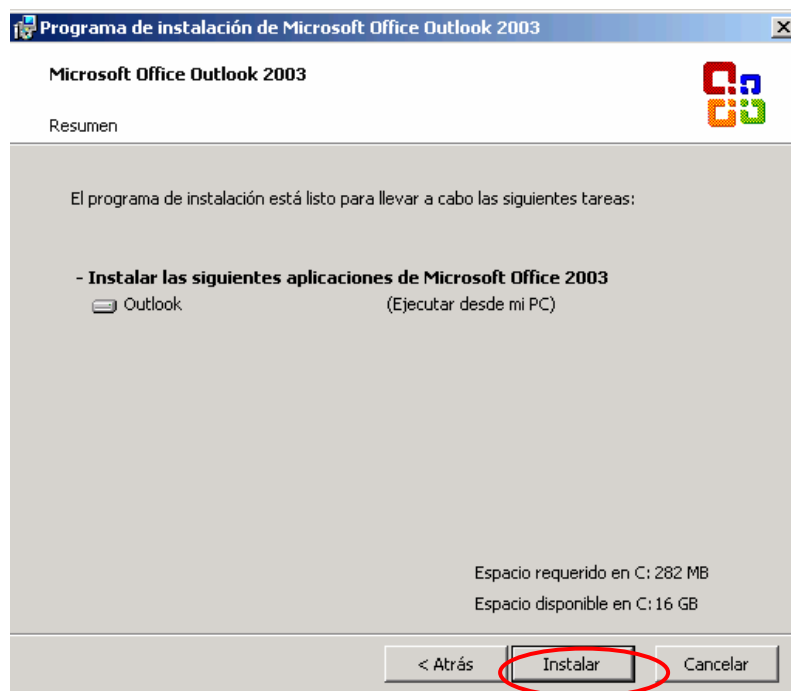 Programa de instalación de Microsoft Office Outlook 2003
Microsoft Office Outlook 2003
Resumen
El programa de instalación está listo para llevar a cabo las siguientes tareas:
- Instalar las siguientes aplicaciones de Microsoft Office 2003
Outlook (Ejecutar desde mi PC)
Espacio requerido en C: 282 MB
Espacio disponible en C: 16 GB
< Atrás Instalar Cancelar